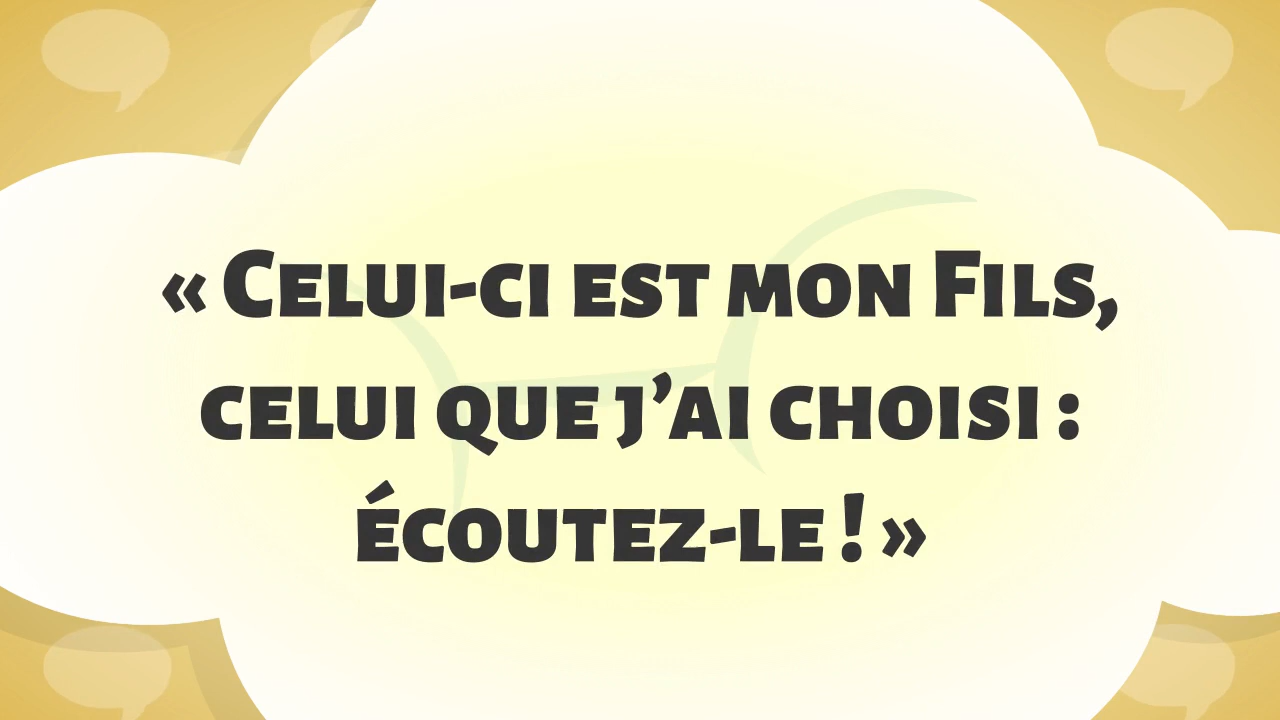 « Celui-ci est mon Fils,
celui que j’ai choisi :
écoutez-le ! »